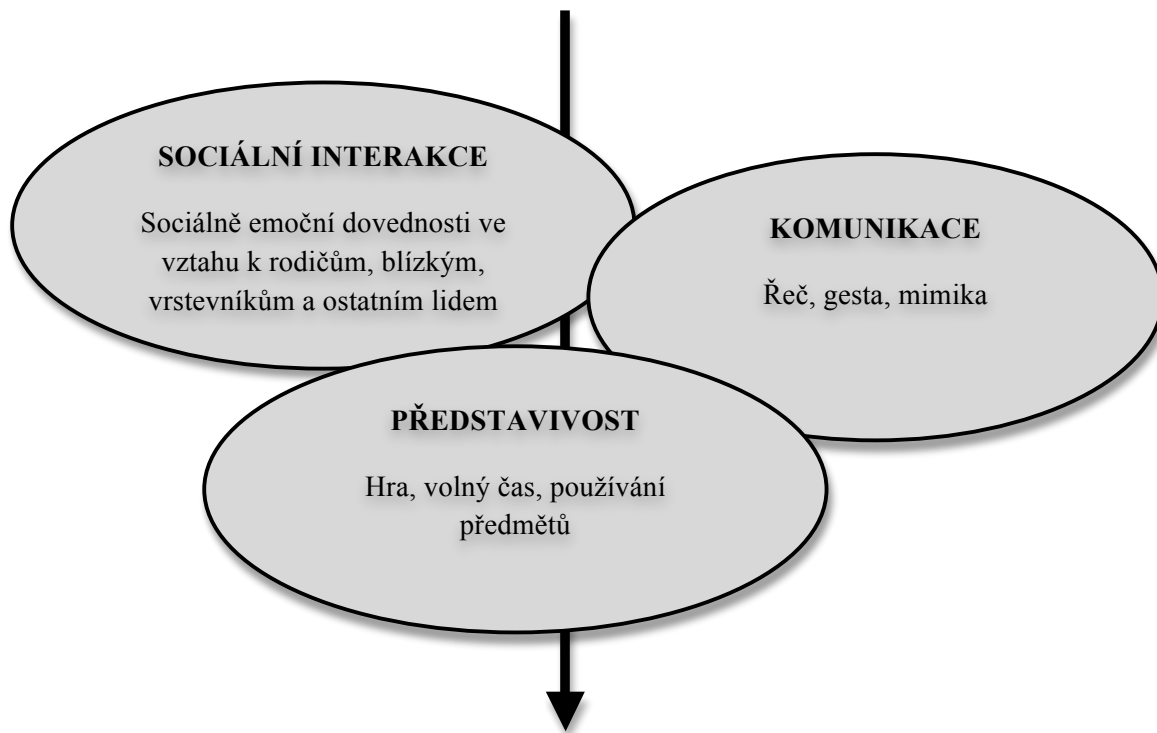 SOCIÁLNÍ INTERAKCE
Sociálně emoční dovednosti ve
vztahu k rodičům, blízkým,
vrstevníkům a ostatním lidem
KOMUNIKACE
Řeč, gesta, mimika
PŘEDSTAVIVOST
Hra, volný čas, používání
předmětů